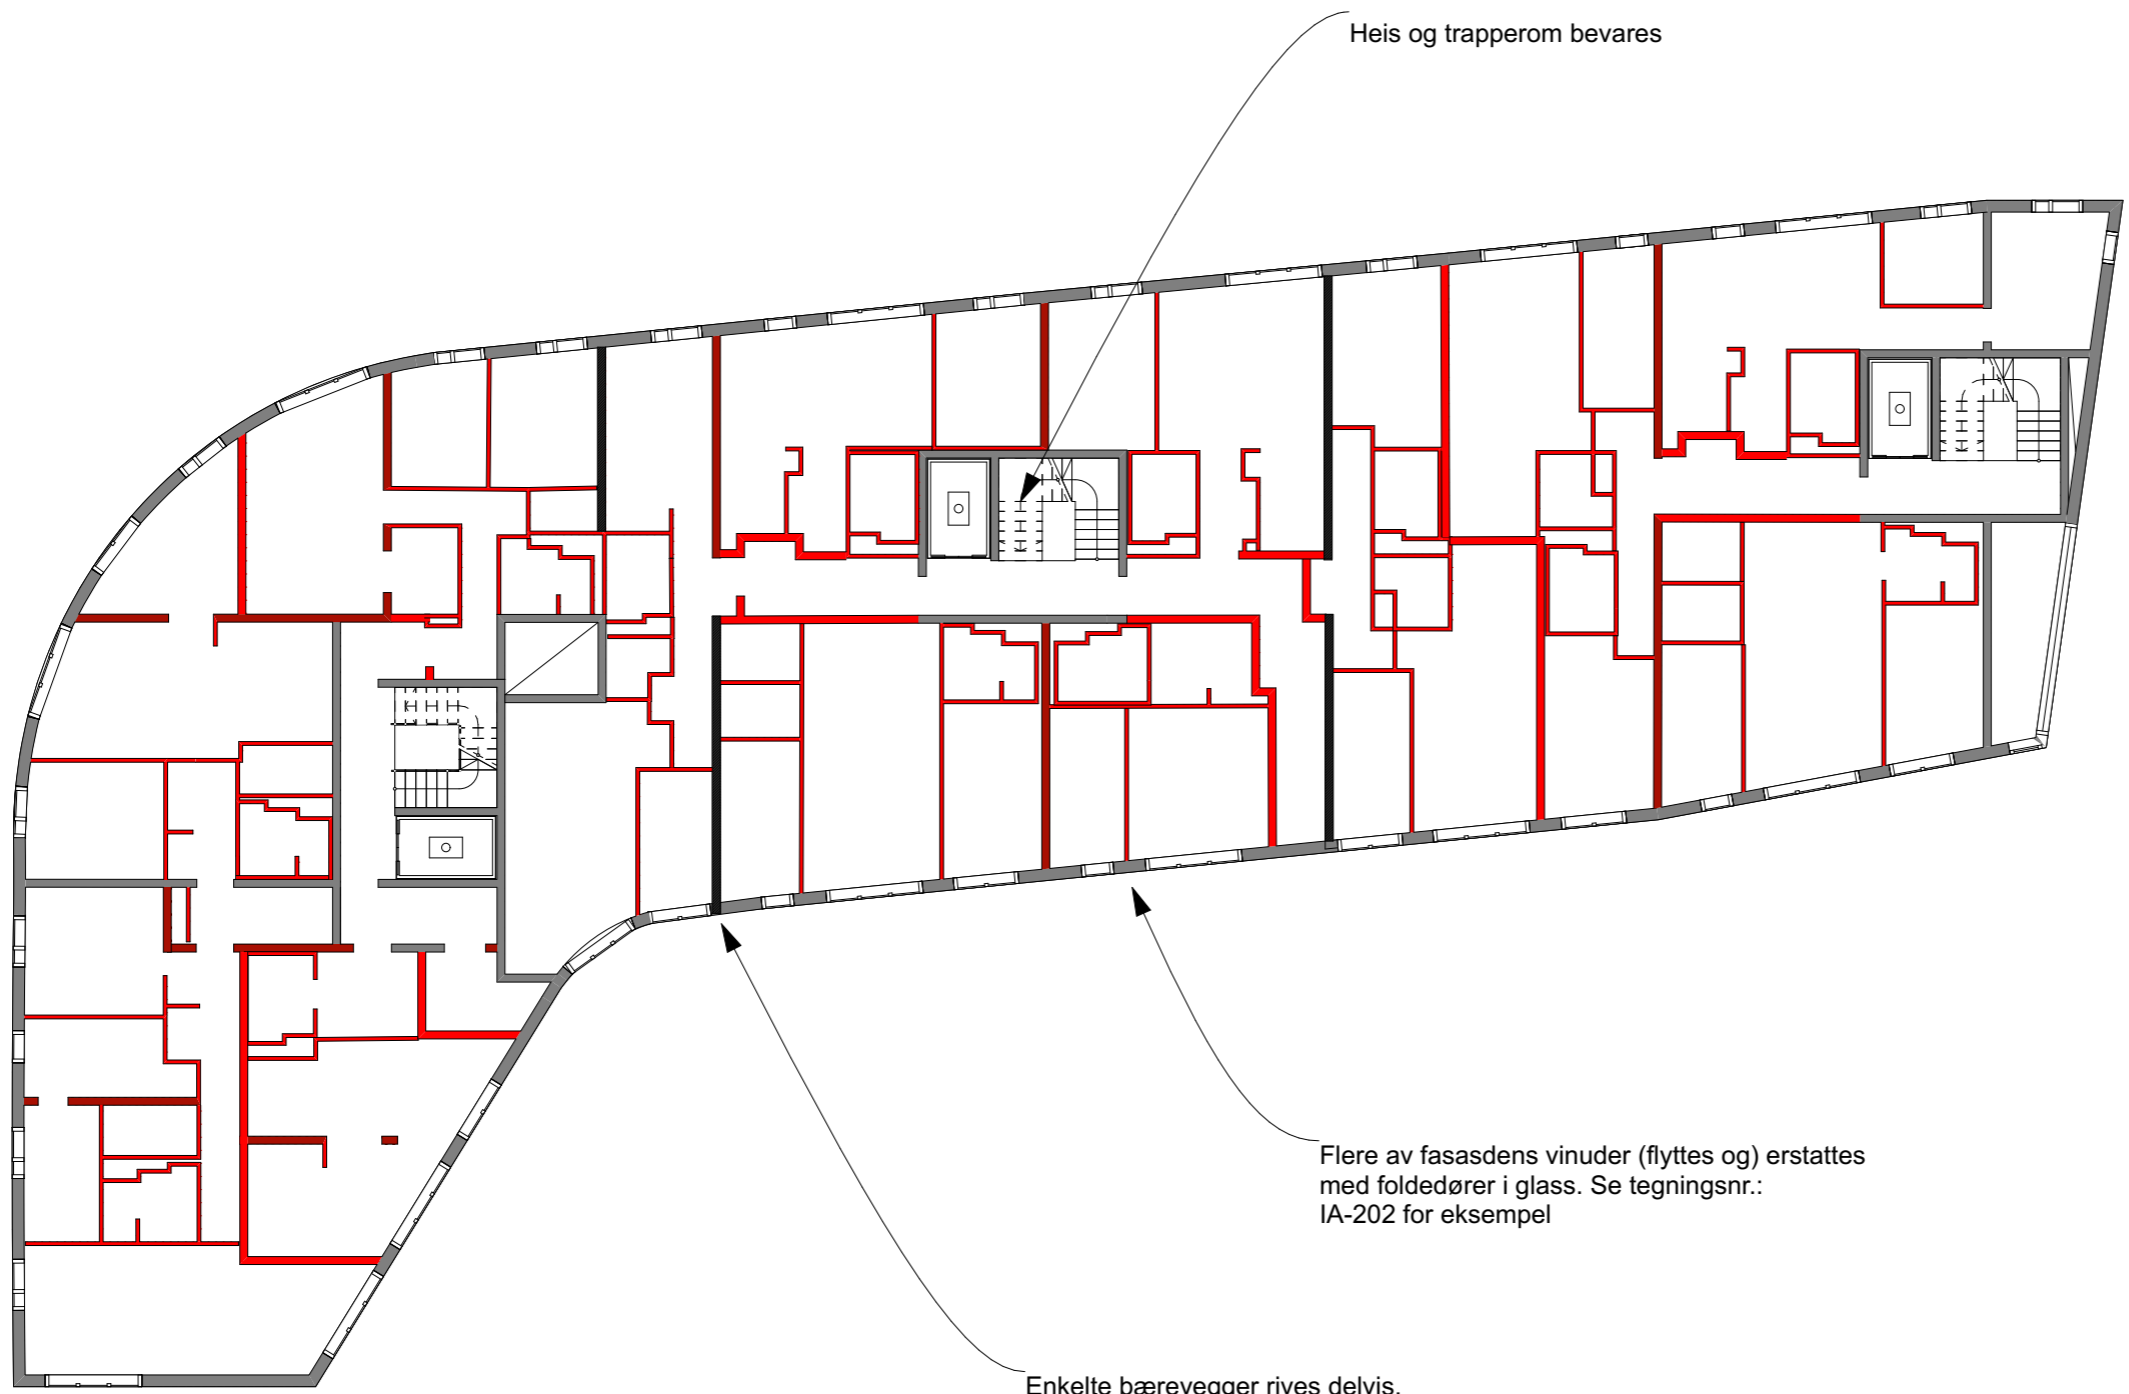 Heis og trapperom bevares
Flere av fasasdens vinuder (flyttes og) erstattes
med foldedører i glass. Se tegningsnr.:
IA-202 for eksempel
Enkelte bærevegger rives delvis.